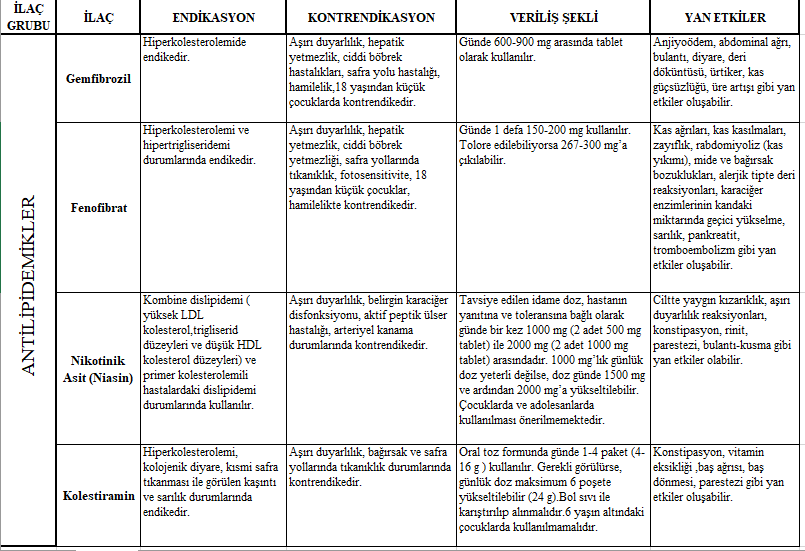 İLAÇ
GRUBU
İLAÇ
ENDİKASYON
KONTRENDİKASYON
VERİLİŞ ŞEKLİ
YAN ETKİLER
ANTİLİPİDEMİKLER
Gemfibrozil
Hiperkolesterolemide
endikedir.
Aşırı duyarlılık, hepatik
yetmezlik, ciddi böbrek
hastalıkları, safra yolu hastalığı,
hamilelik,18 yaşından küçük
çocuklarda kontrendikedir.
Günde 600-900 mg arasında tablet
olarak kullanılır.
Anjiyoödem, abdominal ağrı,
bulantı, diyare, deri
döküntüsü, ürtiker, kas
güçsüzlüğü, üre artışı gibi yan
etkiler oluşabilir.
Fenofibrat
Hiperkolesterolemi ve
hipertrigliseridemi
durumlarında endikedir.
Aşırı duyarlılık, hepatik
yetmezlik, ciddi böbrek
yetmezliği, safra yollarında
tıkanıklık, fotosensitivite, 18
yaşından küçük çocuklar,
hamilelikte kontrendikedir.
Günde 1 defa 150-200 mg kullanılır.
Tolore edilebiliyorsa 267-300 mg’a
çıkılabilir.
Kas ağrıları, kas kasılmaları,
zayıflık, rabdomiyoliz (kas
yıkımı), mide ve bağırsak
bozuklukları, alerjik tipte deri
reaksiyonları, karaciğer
enzimlerinin kandaki
miktarında geçici yükselme,
sarılık, pankreatit,
tromboembolizm gibi yan
etkiler oluşabilir.
Nikotinik
Asit (Niasin)
Kombine dislipidemi (
yüksek LDL
kolesterol,trigliserid
düzeyleri ve düşük HDL
kolesterol düzeyleri) ve
primer kolesterolemili
hastalardaki dislipidemi
durumlarında kullanılır.
Aşırı duyarlılık, belirgin karaciğer
disfonksiyonu, aktif peptik ülser
hastalığı, arteriyel kanama
durumlarında kontrendikedir.
Tavsiye edilen idame doz, hastanın
yanıtına ve toleransına bağlı olarak
günde bir kez 1000 mg (2 adet 500 mg
tablet) ile 2000 mg (2 adet 1000 mg
tablet) arasındadır. 1000 mg’lık günlük
doz yeterli değilse, doz günde 1500 mg
ve ardından 2000 mg’a yükseltilebilir.
Çocuklarda ve adolesanlarda
kullanılması önerilmemektedir.
Ciltte yaygın kızarıklık, aşırı
duyarlılık reaksiyonları,
konstipasyon, rinit,
parestezi, bulantı-kusma gibi
yan etkiler olabilir.
Kolestiramin
Hiperkolesterolemi,
kolojenik diyare, kısmi safra
tıkanması ile görülen kaşıntı
ve sarılık durumlarında
endikedir.
Aşırı duyarlılık, bağırsak ve safra
yollarında tıkanıklık durumlarında
kontrendikedir.
Oral toz formunda günde 1-4 paket (4-
16 g ) kullanılır. Gerekli görülürse,
günlük doz maksimum 6 poşete
yükseltilebilir (24 g).Bol sıvı ile
karıştırılıp alınmalıdır.6 yaşın altındaki
çocuklarda kullanılmamalıdır.
Konstipasyon, vitamin
eksikliği ,baş ağrısı, baş
dönmesi, parestezi gibi yan
etkiler oluşabilir.